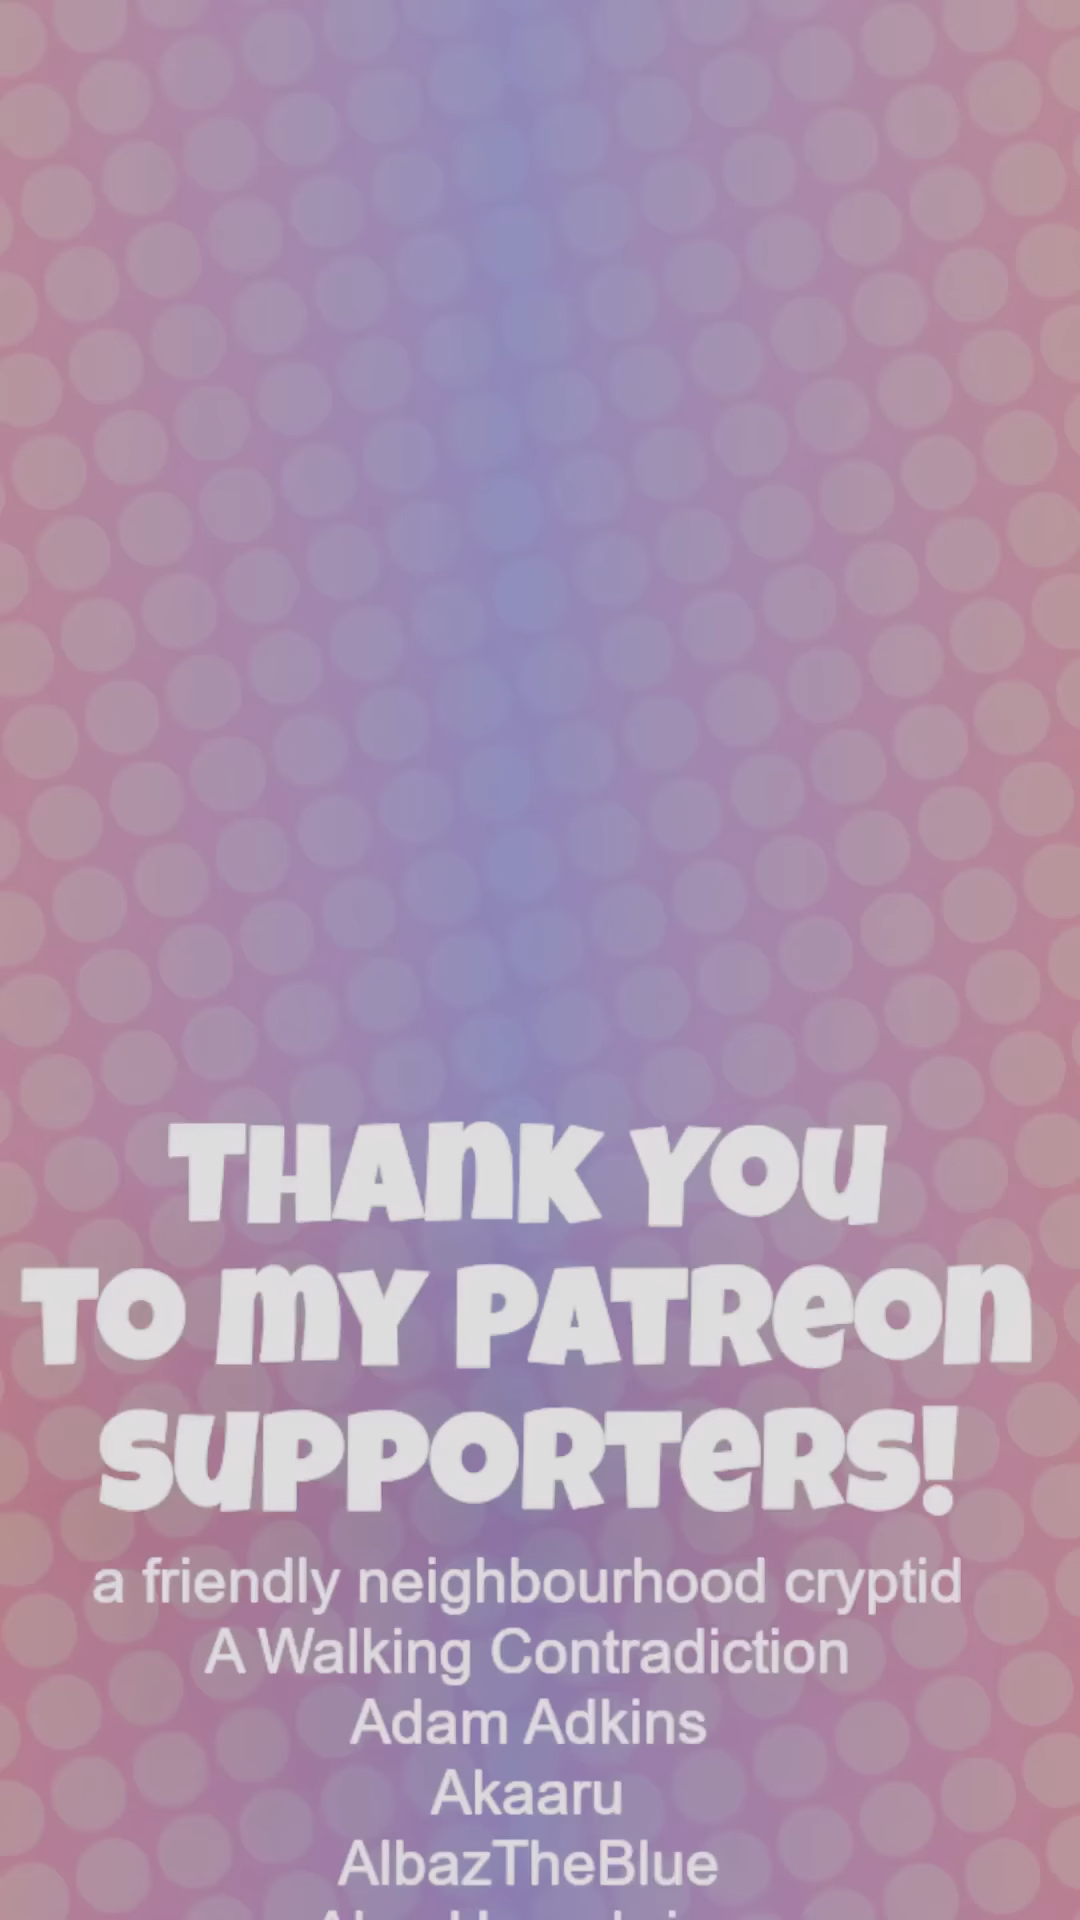 THANK YOU
TO MY PATREON
SUPPORTERS!
a friendly neighbourhood cryptid
A Walking Contradiction
Adam Adkins
Akaaru
AlbazTheBlue